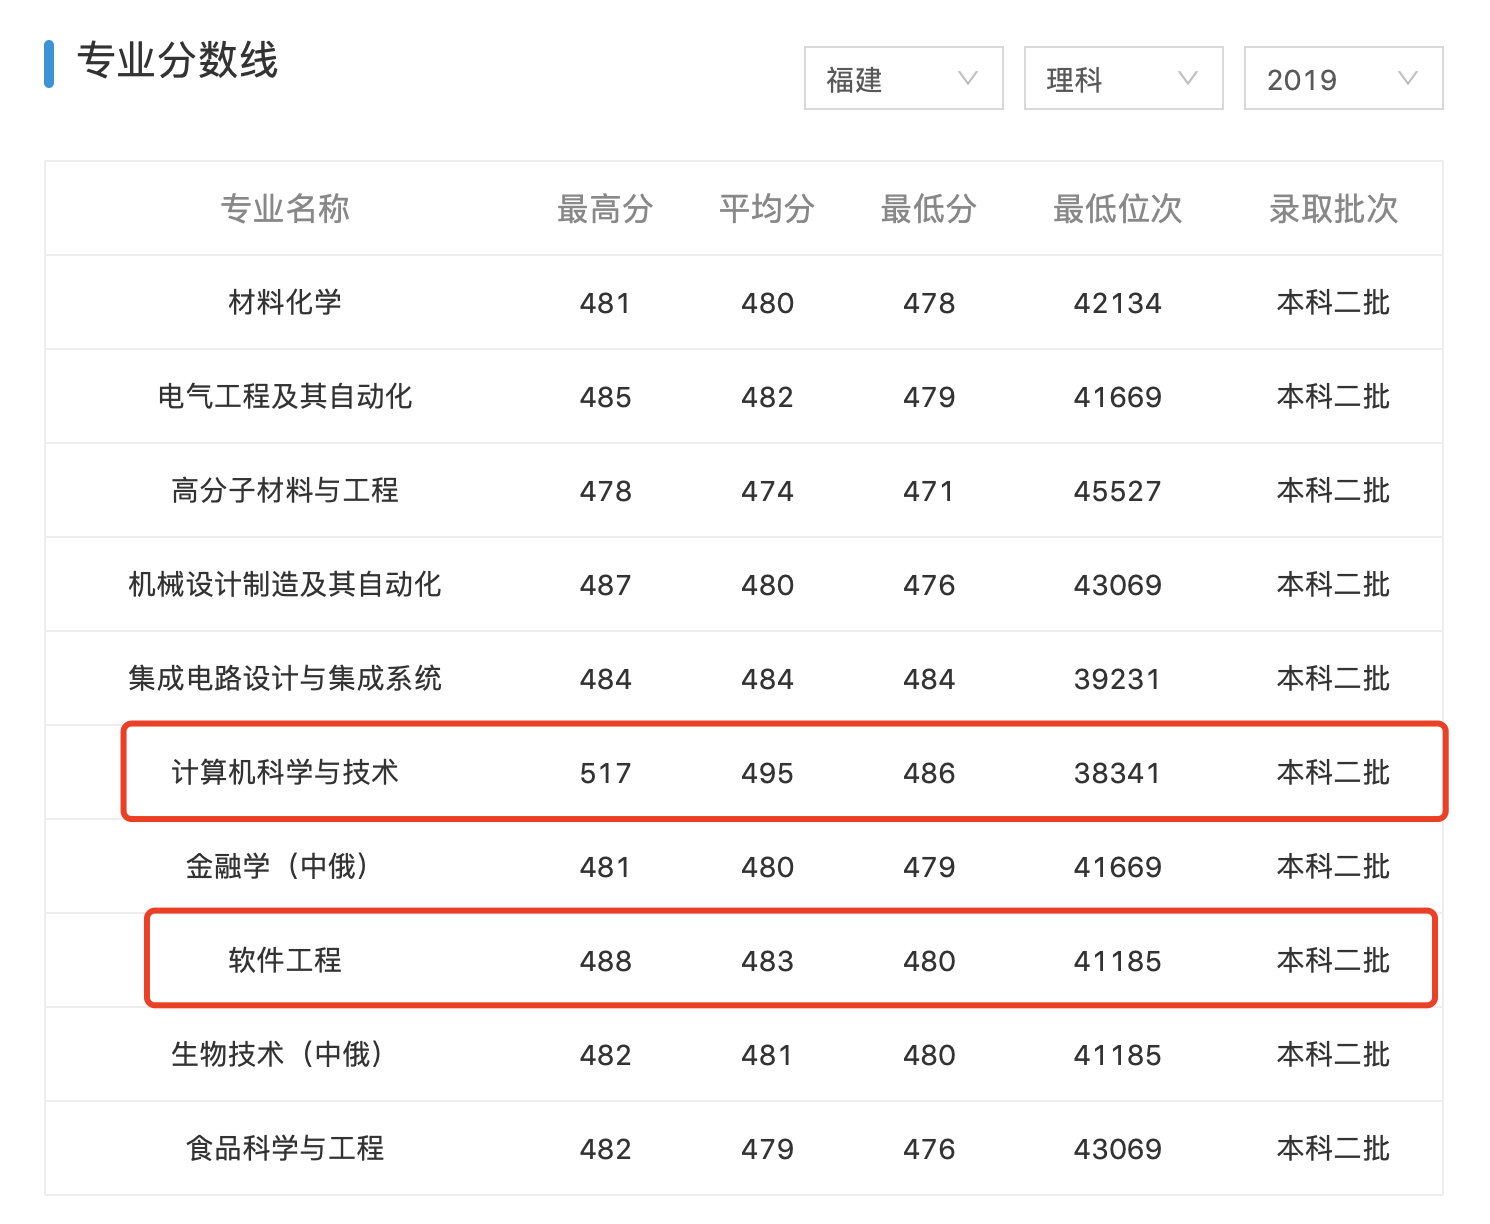 专业分数线
福建 理科 2019
专业名称 最高分 平均分 最低分 最低位次 录取批次
材料化学 481 480 478 42134 本科二批
电气工程及其自动化 485 482 479 41669 本科二批
高分子材料与工程 478 474 471 45527 本科二批
机械设计制造及其自动化 487 480 476 43069 本科二批
集成电路设计与集成系统 484 484 484 39231 本科二批
计算机科学与技术 517 495 486 38341 本科二批
金融学（中俄） 481 480 479 41669 本科二批
软件工程 488 483 480 41185 本科二批
生物技术（中俄） 482 481 480 41185 本科二批
食品科学与工程 482 479 476 43069 本科二批